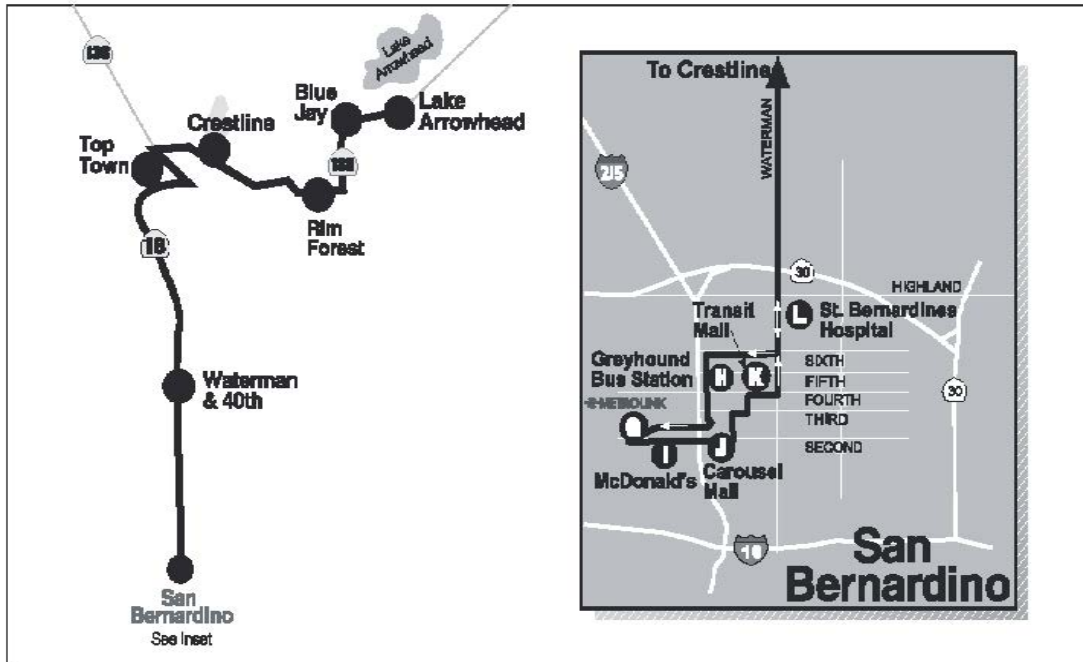 138
Lake
Arrowhead
Blue
Jay
Lake
Arrowhead
Crestline
Top
Town
Rim
Forest
18
Waterman
& 40th
San
Bernardino
See Inset
To Crestline
WATERMAN
215
30
HIGHLAND
L
St. Bernardines
Hospital
Transit
Mall
Greyhound
Bus Station
H
K
SIXTH
FIFTH
FOURTH
THIRD
SECOND
METROLINK
30
I
J
McDonald's
Carousel
Mall
10
San
Bernardino